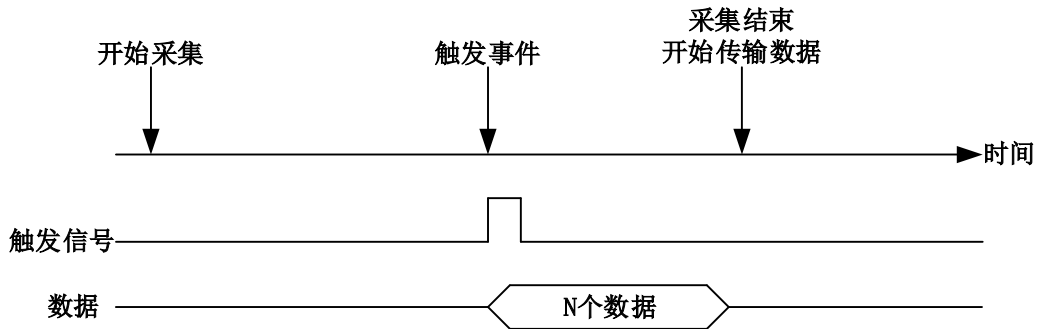 采集结束
开始采集
触发事件
开始传输数据
时间
触发信号
数据
N个数据